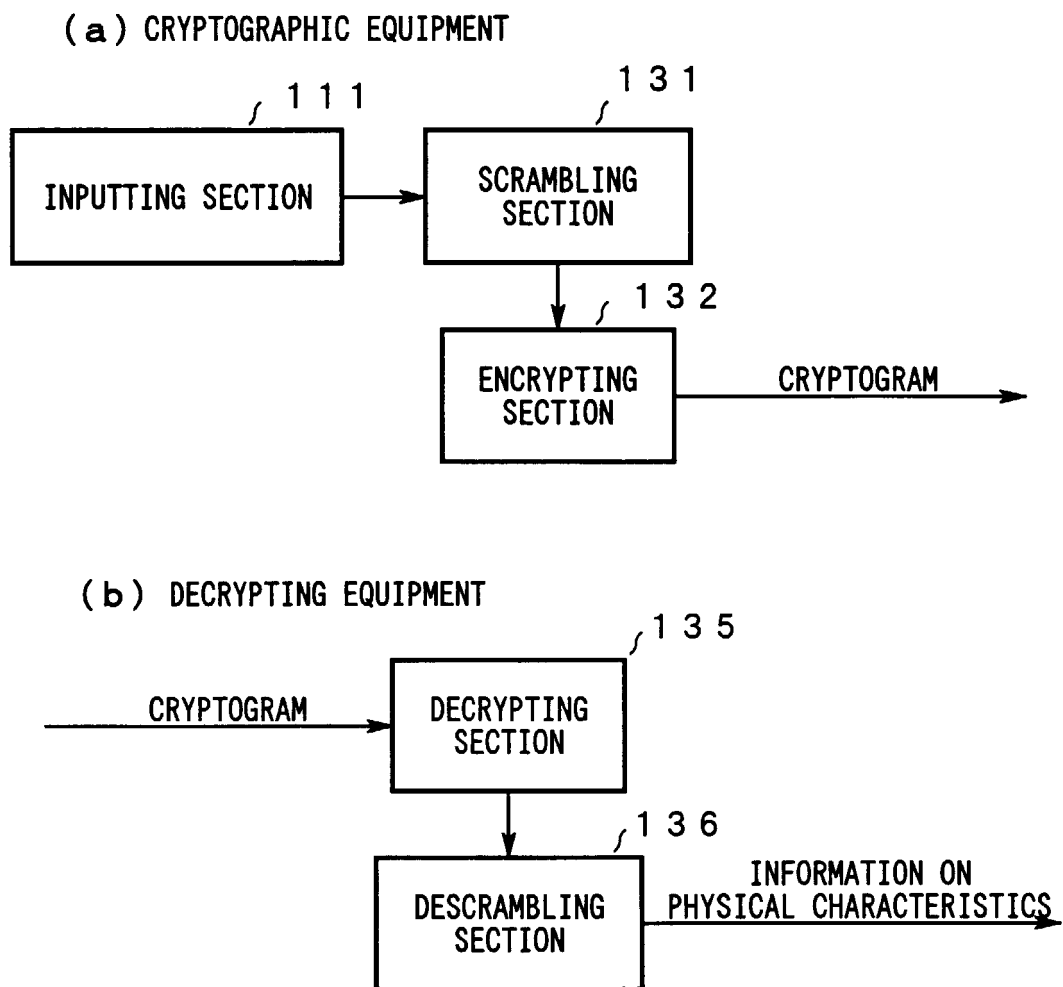 (a) CRYPTOGRAPHIC EQUIPMENT
111
131
INPUTTING SECTION
SCRAMBLING
SECTION
132
ENCRYPTING
SECTION
CRYPTOGRAM
(b) DECRYPTING EQUIPMENT
135
CRYPTOGRAM
DECRYPTING
SECTION
136
DESCRAMBLING
SECTION
INFORMATION ON
PHYSICAL CHARACTERISTICS